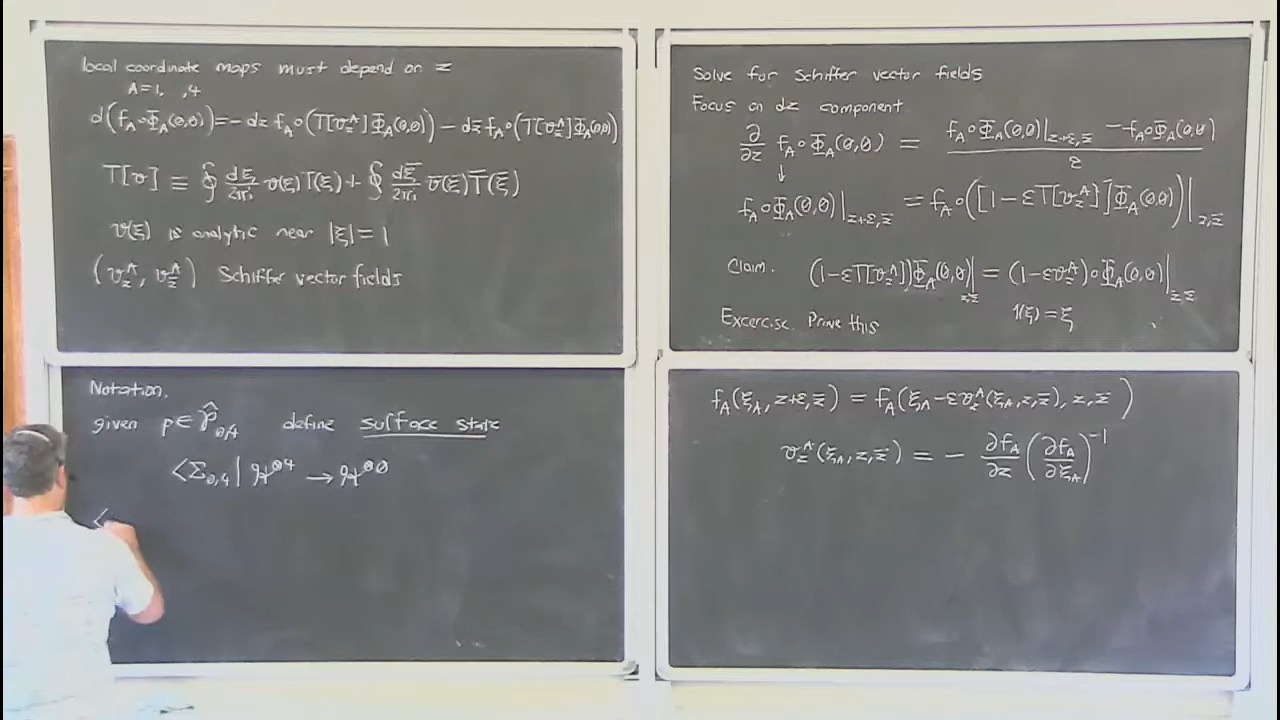 local coordinate maps must depend on z
A=1, ,4
d(f_A∘Φ_A(0,0)) = -dz f_A∘(T[v_z^A]Φ_A(0,0)) - dz̄ f_A∘(T[v_z̄^A]Φ_A(0,0))
T[v] ≡ ∮ dξ/2πi v(ξ)T(ξ) + ∮ dξ̄/2πi v̄(ξ̄)T̄(ξ̄)
v(ξ) is analytic near |ξ|=1
(v_z^A, v_z̄^A) Schiffer vector fields
Notation.
given p∈P̂_{0,4} define surface state
⟨Σ_{0,4}| ℋ^{⊗4} → ℋ^{⊗0}
⟨
Solve for Schiffer vector fields
Focus on dz component
∂/∂z f_A∘Φ_A(0,0) = (f_A∘Φ_A(0,0)|_{z+ε,z̄} - f_A∘Φ_A(0,0))/ε
↓
f_A∘Φ_A(0,0)|_{z+ε,z̄} = f_A∘([1-εT[v_z^A]]Φ_A(0,0))|_{z,z̄}
Claim. (1-εT[v_z^A])Φ_A(0,0)|_{z,z̄} = (1-εv_z^A)∘Φ_A(0,0)|_{z,z̄}
1(ξ)=ξ
Excercise. Prove this
f_A(ξ_A, z+ε, z̄) = f_A(ξ_A-εv_z^A(ξ_A,z,z̄), z, z̄)
v_z^A(ξ_A,z,z̄) = - ∂f_A/∂z (∂f_A/∂ξ_A)^{-1}